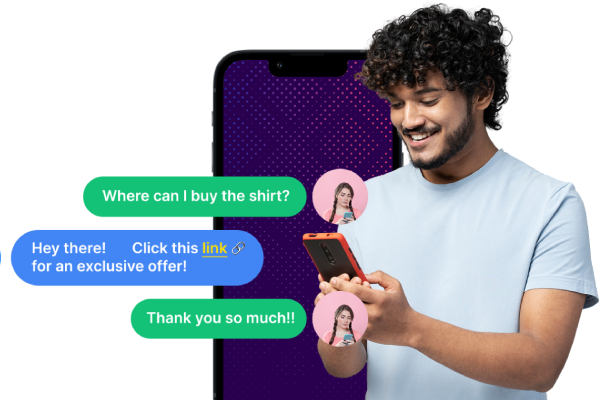 Where can I buy the shirt?
Hey there! Click this link 🔗
for an exclusive offer!
Thank you so much!!